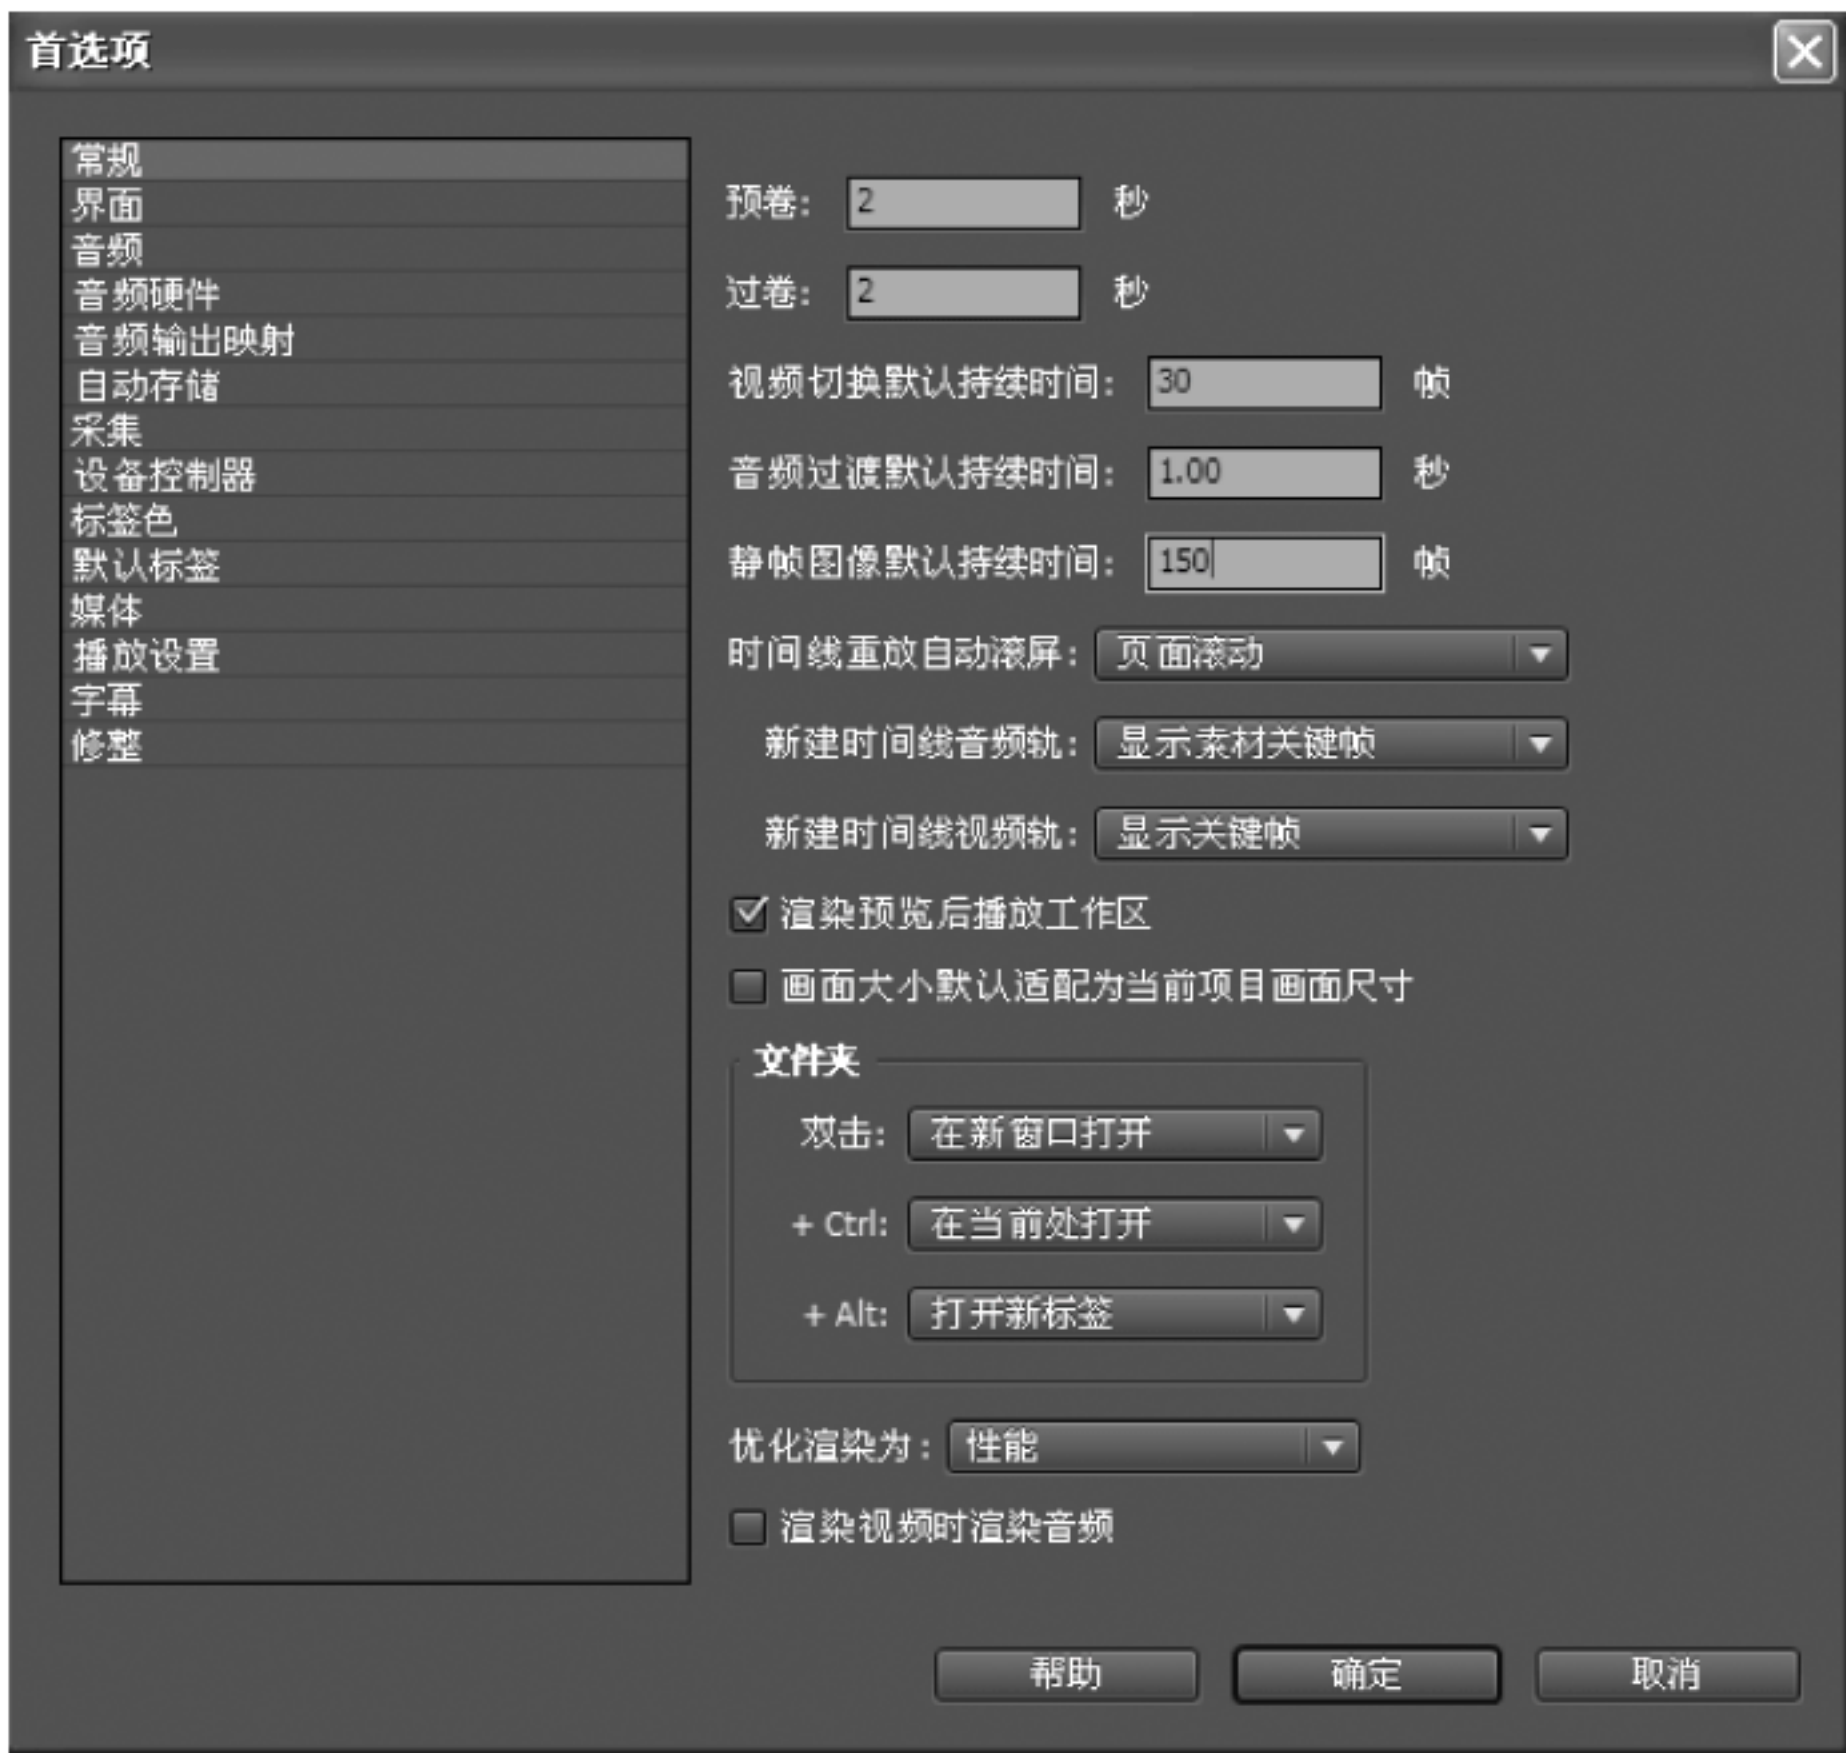 首选项
常规
界面
音频
音频硬件
音频输出映射
自动存储
采集
设备控制器
标签色
默认标签
媒体
播放设置
字幕
修整
预卷: 2 秒
过卷: 2 秒
视频切换默认持续时间: 30 帧
音频过渡默认持续时间: 1.00 秒
静帧图像默认持续时间: 150 帧
时间线重放自动滚屏: 页面滚动
新建时间线音频轨: 显示素材关键帧
新建时间线视频轨: 显示关键帧
渲染预览后播放工作区
画面大小默认适配为当前项目画面尺寸
文件夹
双击: 在新窗口打开
+ Ctrl: 在当前处打开
+ Alt: 打开新标签
优化渲染为: 性能
渲染视频时渲染音频
帮助 确定 取消